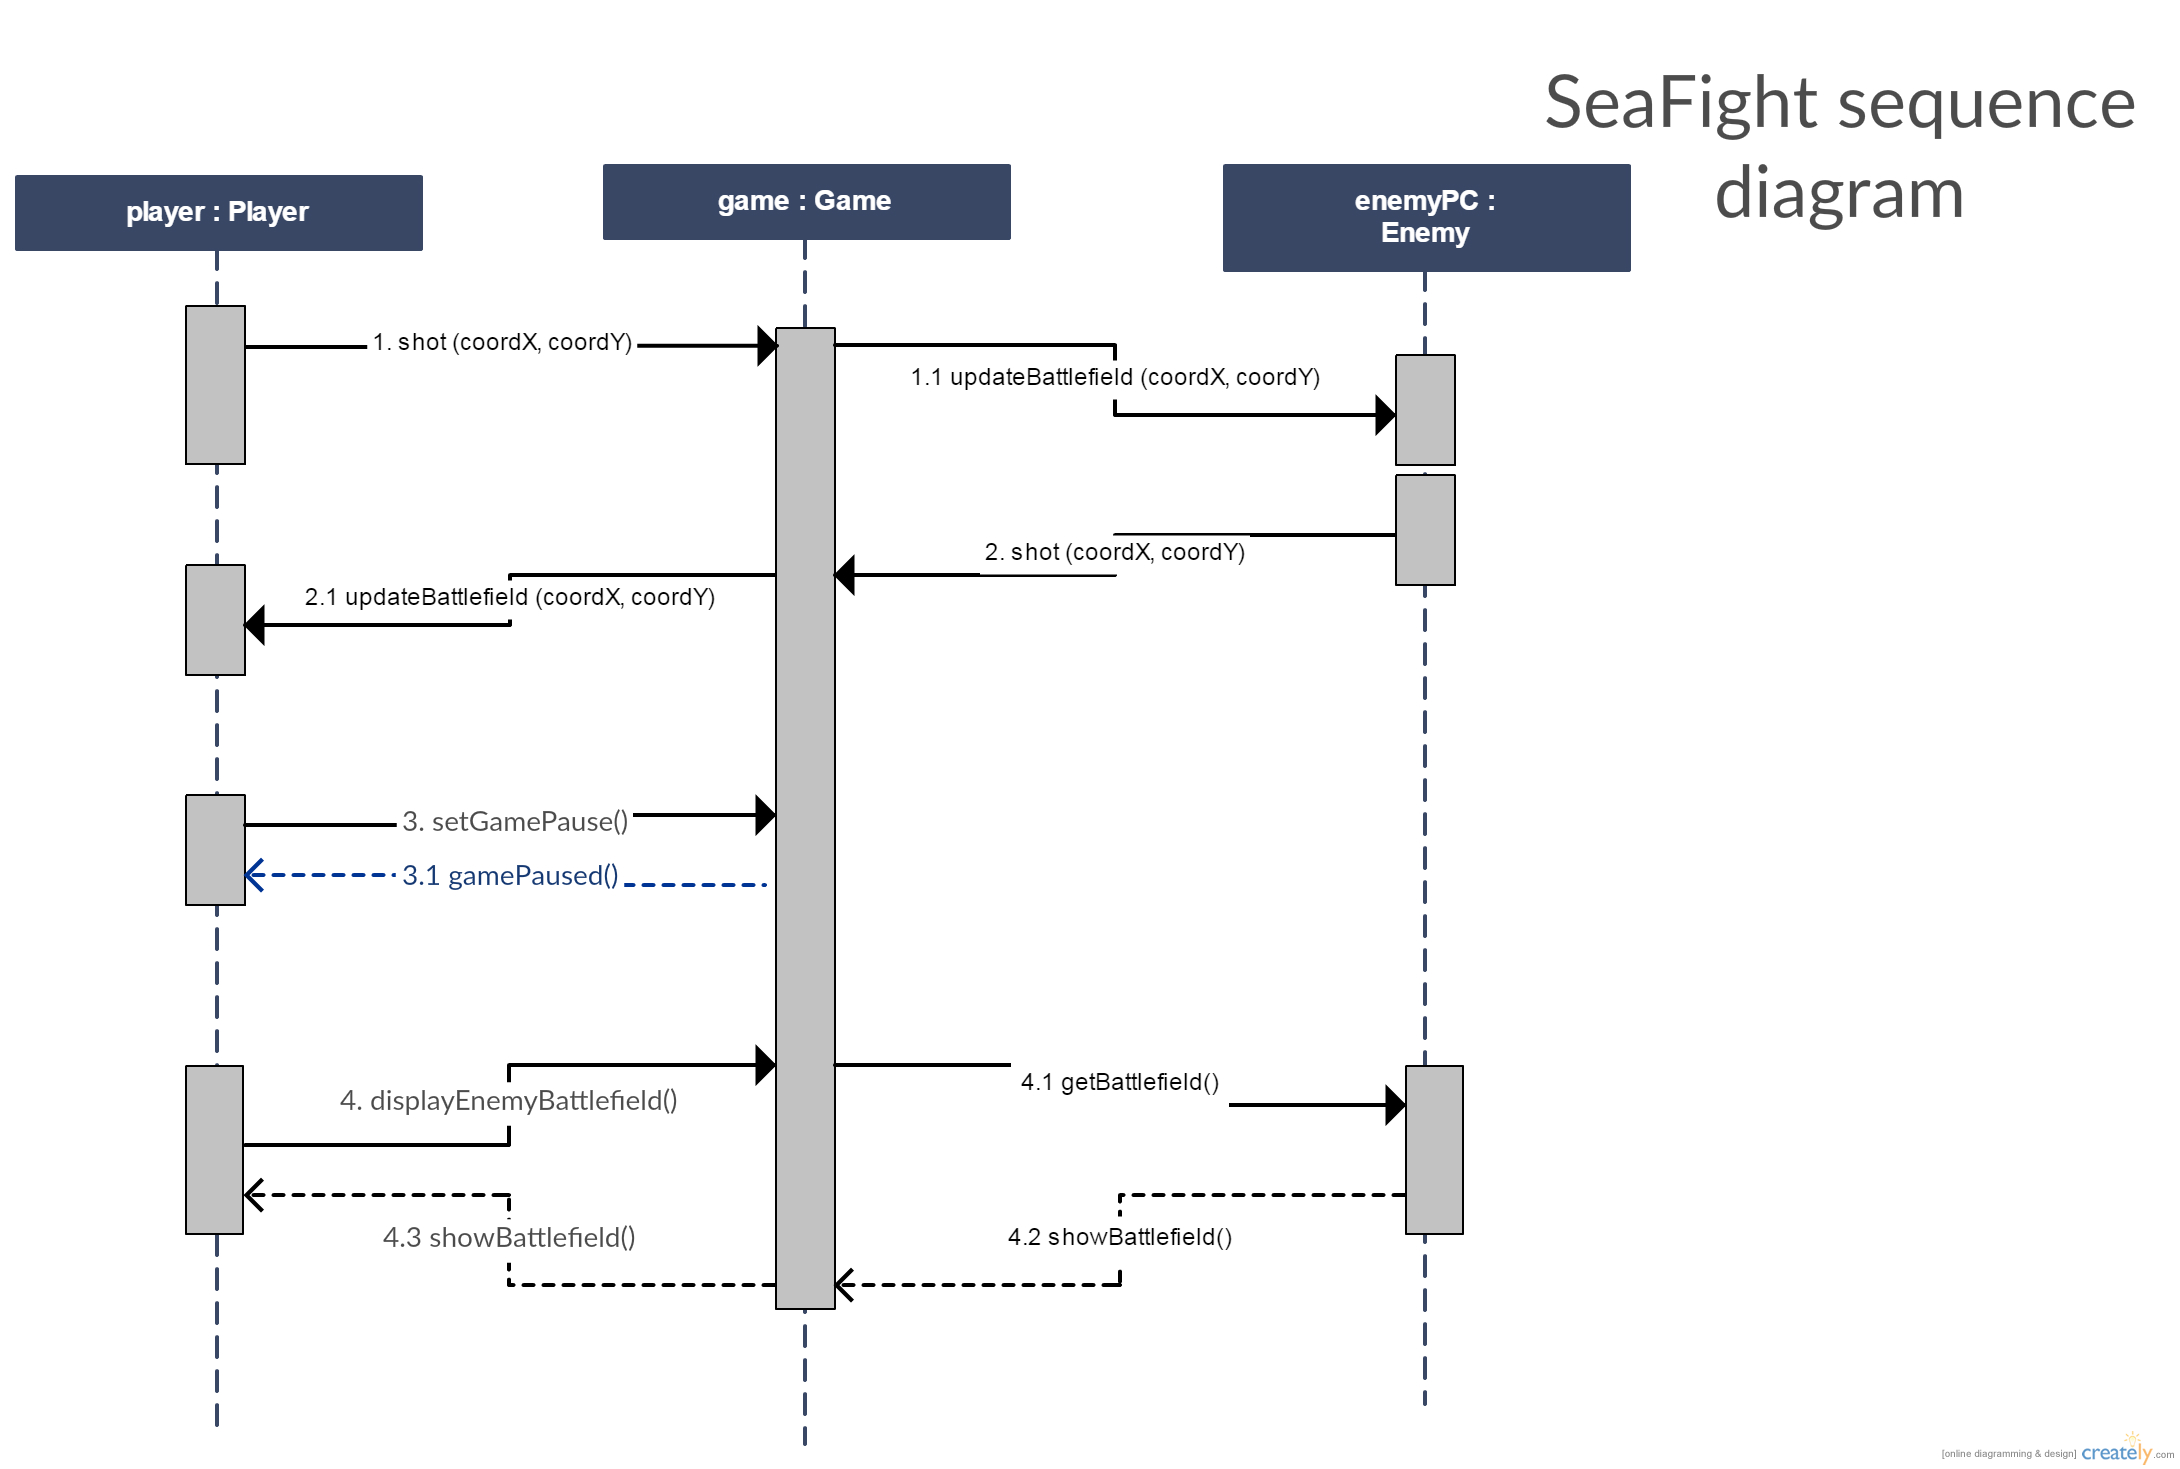 SeaFight sequence
diagram
player : Player
game : Game
enemyPC :
Enemy
1. shot (coordX, coordY)
1.1 updateBattlefield (coordX, coordY)
2. shot (coordX, coordY)
2.1 updateBattlefield (coordX, coordY)
3. setGamePause()
3.1 gamePaused()
4. displayEnemyBattlefield()
4.1 getBattlefield()
4.3 showBattlefield()
4.2 showBattlefield()
[online diagramming & design] creately.com